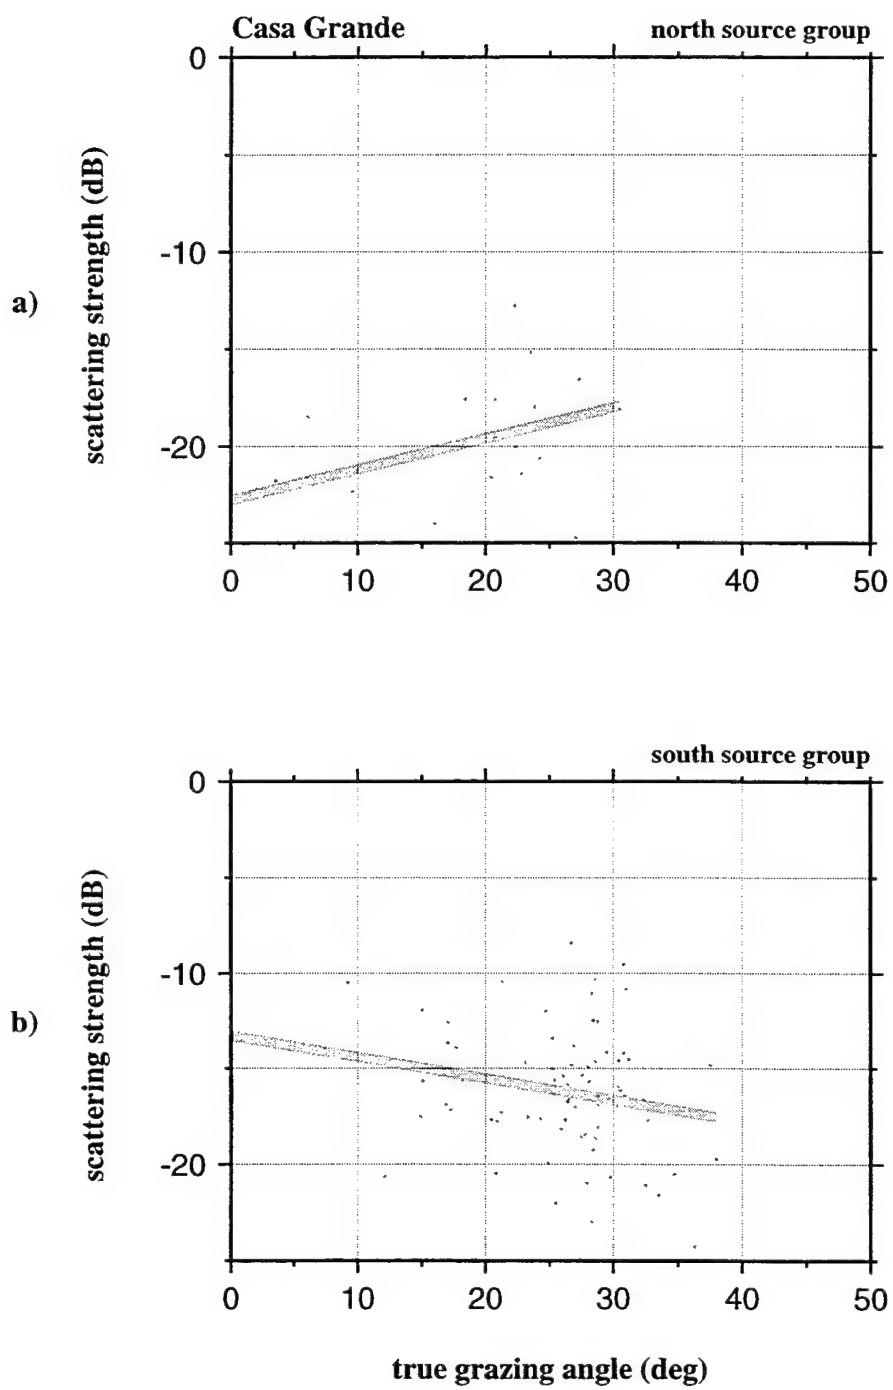 Casa Grande north source group
0
-10
-20
scattering strength (dB)
a)
0 10 20 30 40 50
south source group
0
-10
-20
scattering strength (dB)
b)
0 10 20 30 40 50
true grazing angle (deg)